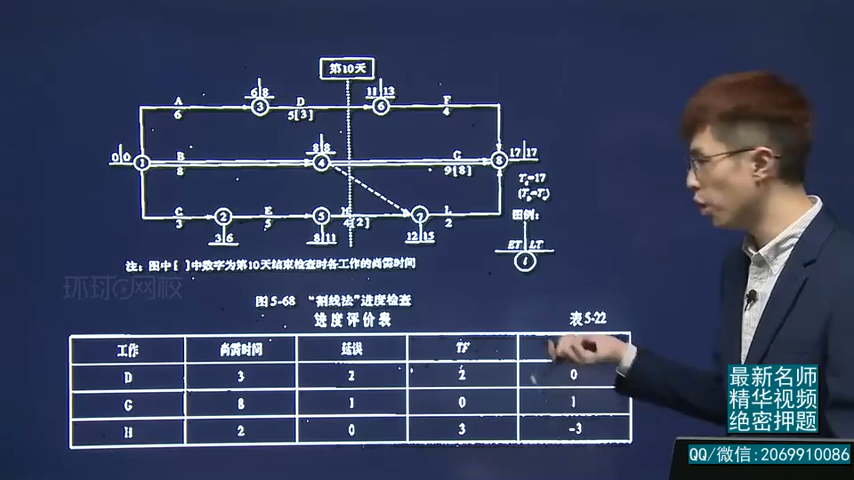 第10天
6 8
11 13
A
6
D
5[3]
F
4
0 0
1
3
6
B
8
8 8
4
G
9[8]
8
17 17
C
3
2
E
5
5
H
4[2]
7
2
3 6
8 11
12 15
图例:
ET LT
i
注:图中[ ]中数字为第10天结束检查时各工作的尚需时间
环球网校
图5-68 “割线法”进度检查
进度评价表 表5-22
工作 尚需时间 延误 TF
D 3 2 2 0
G 8 1 0 1
H 2 0 3 -3
最新名师
精华视频
绝密押题
QQ/微信:2069910086